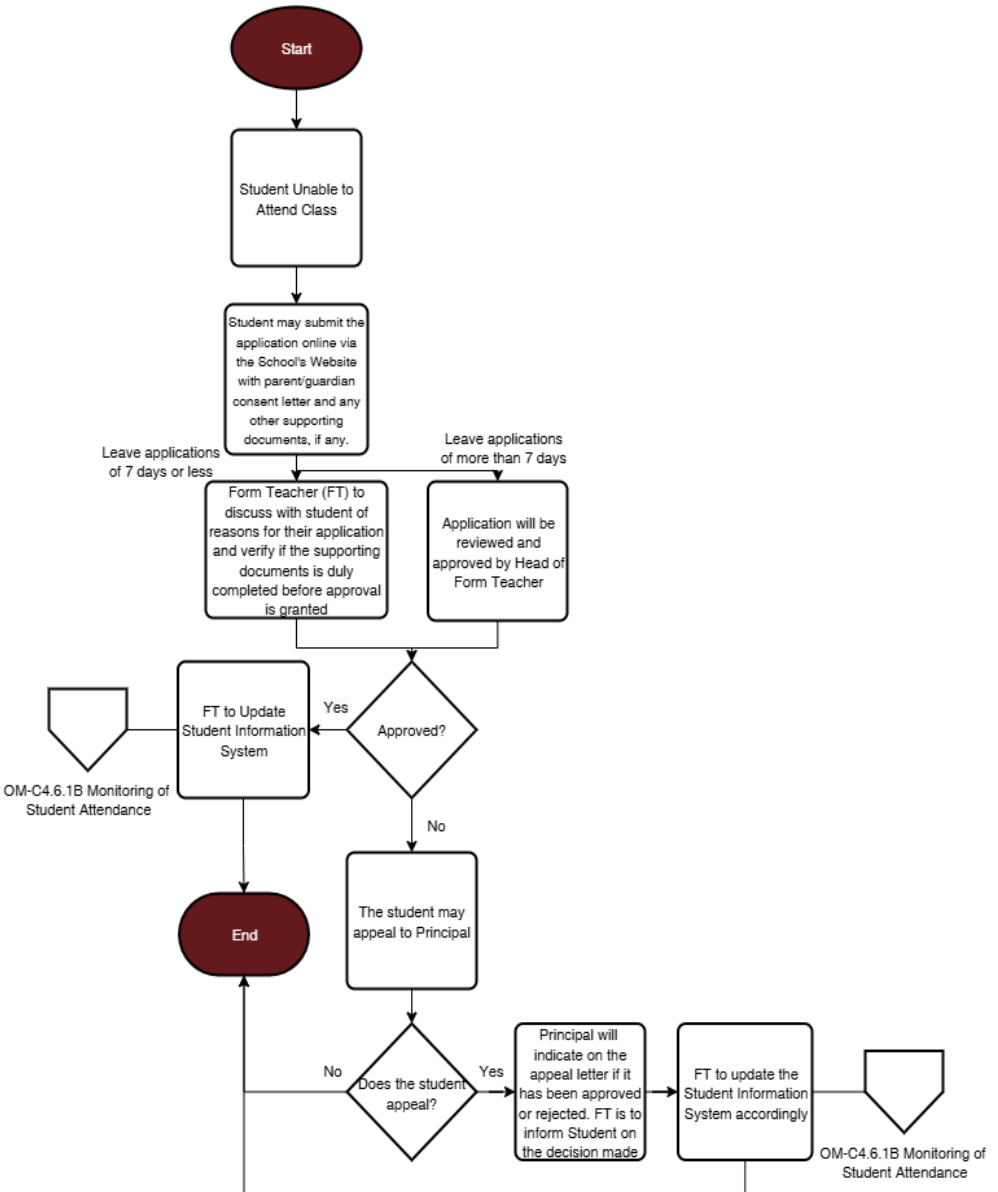 Start
Student Unable to
Attend Class
Student may submit the
application online via
the School's Website
with parent/guardian
consent letter and any
other supporting
documents, if any.
Leave applications
of 7 days or less
Leave applications
of more than 7 days
Form Teacher (FT) to
discuss with student of
reasons for their application
and verify if the supporting
documents is duly
completed before approval
is granted
Application will be
reviewed and
approved by Head of
Form Teacher
Approved?
Yes
FT to Update
Student Information
System
OM-C4.6.1B Monitoring of
Student Attendance
No
The student may
appeal to Principal
End
Does the student
appeal?
No
Yes
Principal will
indicate on the
appeal letter if it
has been approved
or rejected. FT is to
inform Student on
the decision made
FT to update the
Student Information
System accordingly
OM-C4.6.1B Monitoring of
Student Attendance